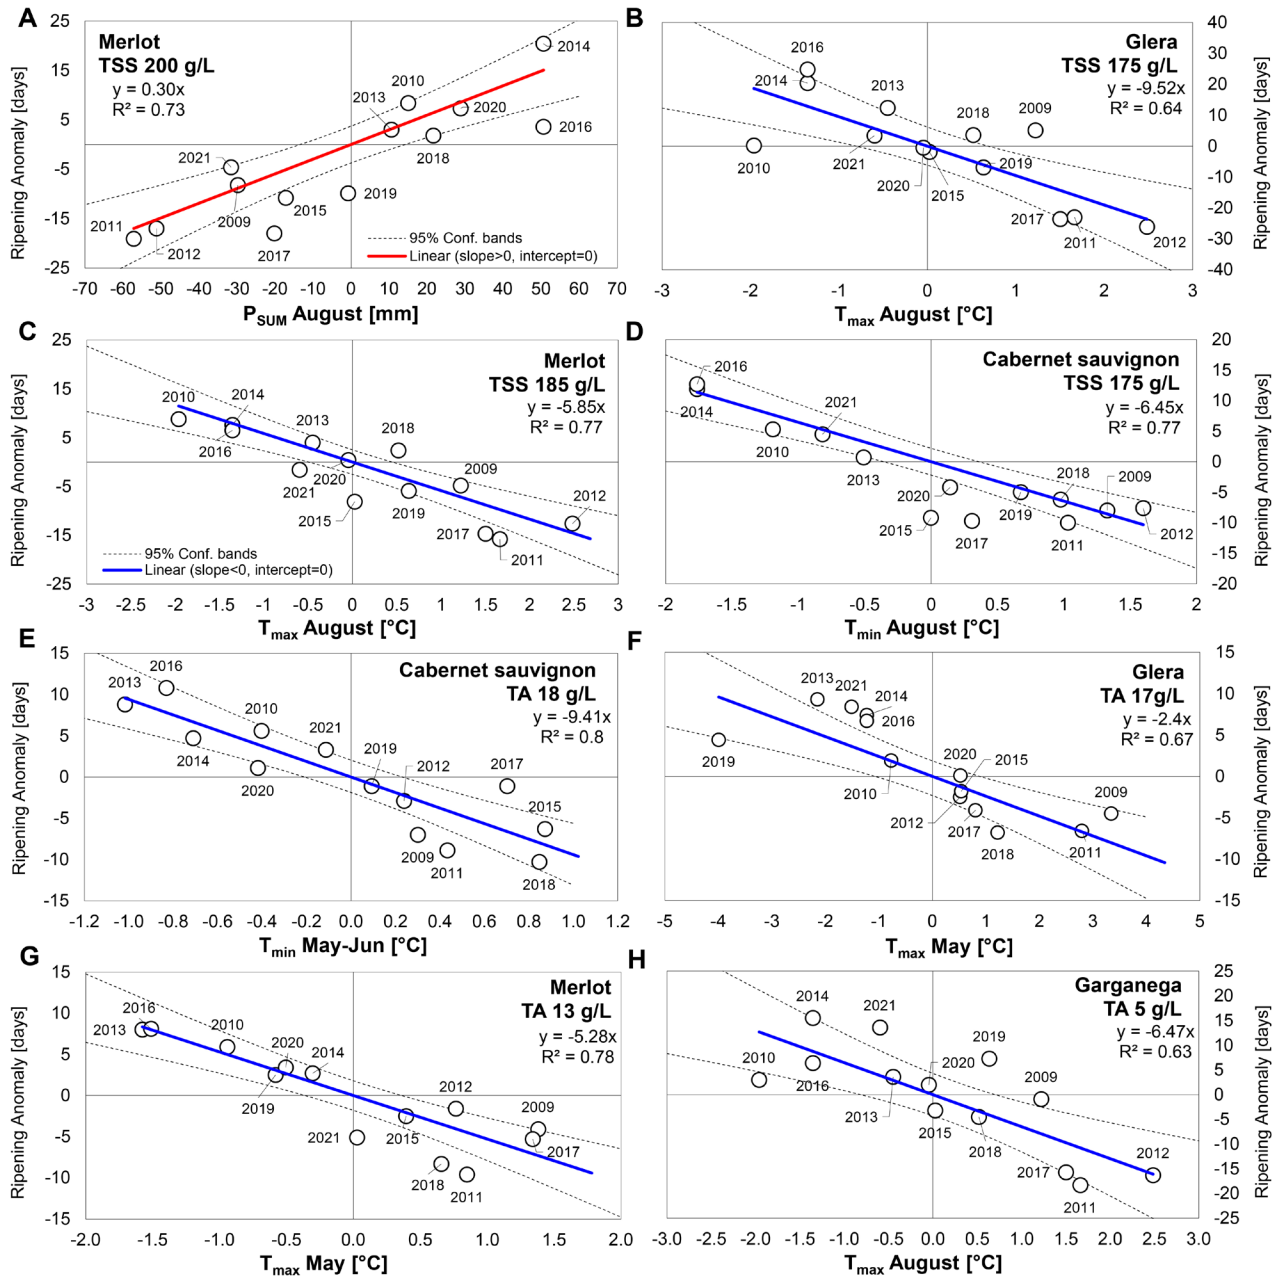 A
Merlot
TSS 200 g/L
y = 0.30x
R² = 0.73
Ripening Anomaly [days]
25
15
5
-5
-15
-25
2014
2010
2013
2020
2016
2018
2021
2009
2015
2019
2011
2012
2017
95% Conf. bands
Linear (slope>0, intercept=0)
-70 -60 -50 -40 -30 -20 -10 0 10 20 30 40 50 60 70
PSUM August [mm]
B
Glera
TSS 175 g/L
y = -9.52x
R² = 0.64
Ripening Anomaly [days]
40
30
20
10
0
-10
-20
-30
-40
2016
2014
2013
2018
2009
2010
2021
2020
2015
2019
2017
2011
2012
-3 -2 -1 0 1 2 3
Tmax August [°C]
C
Merlot
TSS 185 g/L
y = -5.85x
R² = 0.77
Ripening Anomaly [days]
25
15
5
-5
-15
-25
2010
2014
2016
2013
2018
2021
2020
2009
2015
2019
2012
2017
2011
95% Conf. bands
Linear (slope<0, intercept=0)
-3 -2.5 -2 -1.5 -1 -0.5 0 0.5 1 1.5 2 2.5 3
Tmax August [°C]
D
Cabernet sauvignon
TSS 175 g/L
y = -6.45x
R² = 0.77
Ripening Anomaly [days]
20
15
10
5
0
-5
-10
-15
-20
2016
2014
2021
2010
2013
2020
2018
2009
2015
2019
2017
2011
2012
-2 -1.5 -1 -0.5 0 0.5 1 1.5 2
Tmin August [°C]
E
Cabernet sauvignon
TA 18 g/L
y = -9.41x
R² = 0.8
Ripening Anomaly [days]
15
10
5
0
-5
-10
-15
2016
2013
2010
2021
2014
2020
2019
2012
2017
2015
2009
2011
2018
-1.2 -1.0 -0.8 -0.6 -0.4 -0.2 0.0 0.2 0.4 0.6 0.8 1.0 1.2
Tmin May-Jun [°C]
F
Glera
TA 17g/L
y = -2.4x
R² = 0.67
Ripening Anomaly [days]
15
10
5
0
-5
-10
-15
2013
2021
2014
2016
2019
2010
2020
2015
2009
2012
2017
2018
2011
-5 -4 -3 -2 -1 0 1 2 3 4 5
Tmax May [°C]
G
Merlot
TA 13 g/L
y = -5.28x
R² = 0.78
Ripening Anomaly [days]
15
10
5
0
-5
-10
-15
2016
2013
2010
2020
2014
2019
2012
2009
2021
2015
2017
2018
2011
-2.0 -1.5 -1.0 -0.5 0.0 0.5 1.0 1.5 2.0
Tmax May [°C]
H
Garganega
TA 5 g/L
y = -6.47x
R² = 0.63
Ripening Anomaly [days]
25
20
15
10
5
0
-5
-10
-15
-20
-25
2014
2021
2019
2010
2016
2020
2009
2013
2015
2018
2012
2017
2011
-2.5 -2.0 -1.5 -1.0 -0.5 0.0 0.5 1.0 1.5 2.0 2.5 3.0
Tmax August [°C]